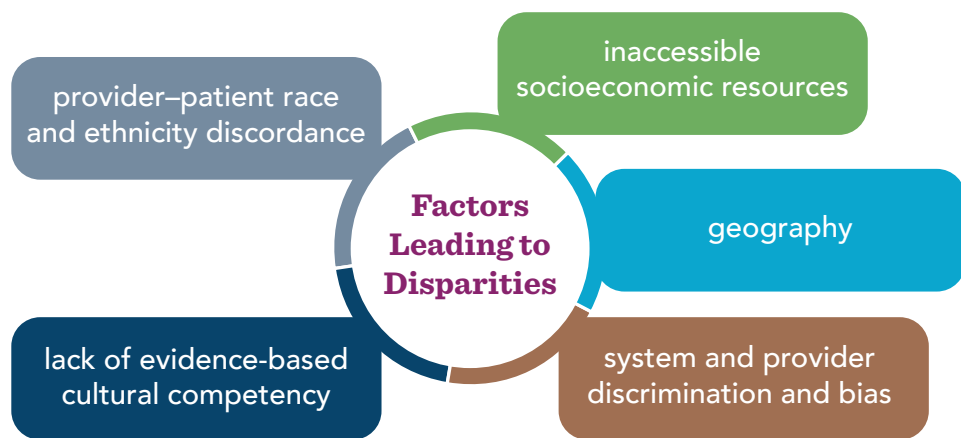 Factors
Leading to
Disparities
inaccessible
socioeconomic resources
geography
system and provider
discrimination and bias
lack of evidence-based
cultural competency
provider–patient race
and ethnicity discordance